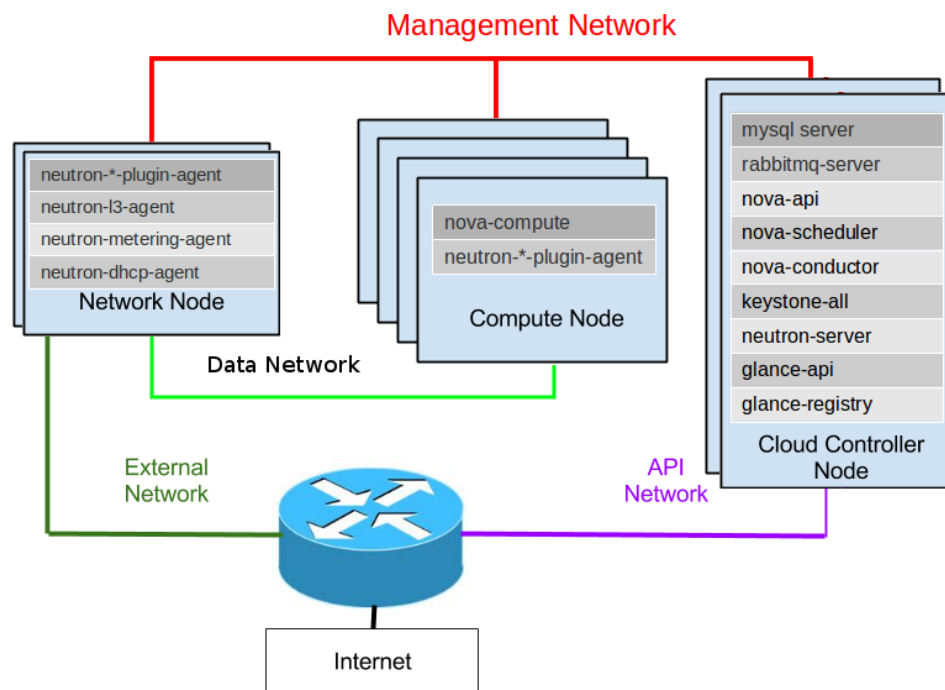 Management Network
neutron-*-plugin-agent
neutron-l3-agent
neutron-metering-agent
neutron-dhcp-agent
Network Node
nova-compute
neutron-*-plugin-agent
Compute Node
mysql server
rabbitmq-server
nova-api
nova-scheduler
nova-conductor
keystone-all
neutron-server
glance-api
glance-registry
Cloud Controller
Node
Data Network
External
Network
API
Network
Internet